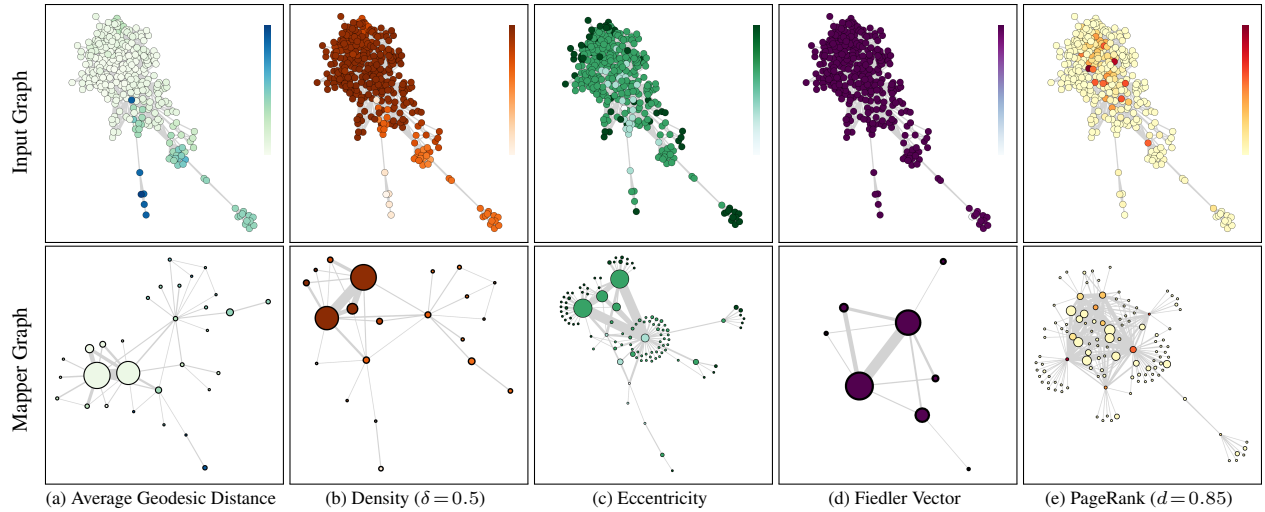 Input Graph
Mapper Graph
(a) Average Geodesic Distance
(b) Density (δ = 0.5)
(c) Eccentricity
(d) Fiedler Vector
(e) PageRank (d = 0.85)